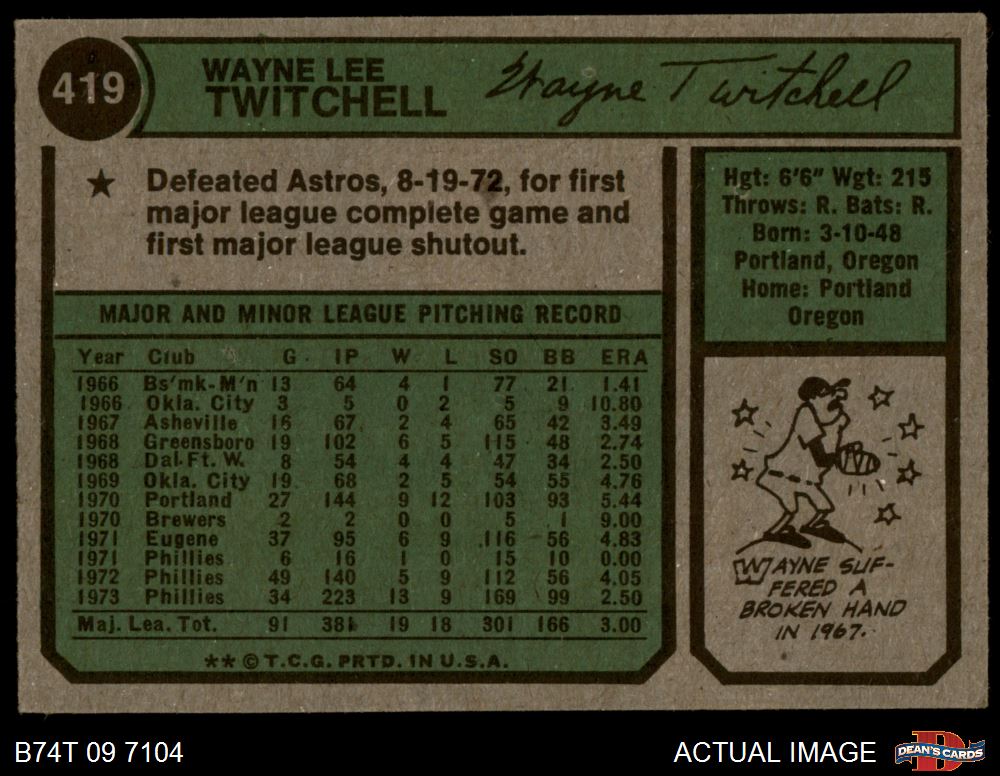 419
WAYNE LEE
TWITCHELL
Wayne Twitchell
★ Defeated Astros, 8-19-72, for first
major league complete game and
first major league shutout.
MAJOR AND MINOR LEAGUE PITCHING RECORD
Year Club G IP W L SO BB ERA
1966 Bs'mk-M'n 13 64 4 1 77 21 1.41
1966 Okla. City 3 5 0 2 5 9 10.80
1967 Asheville 16 67 2 4 65 42 3.49
1968 Greensboro 19 102 6 5 115 48 2.74
1968 Dal-Ft. W. 8 54 4 4 47 34 2.50
1969 Okla. City 19 68 2 5 54 55 4.76
1970 Portland 27 144 9 12 103 93 5.44
1970 Brewers 2 2 0 0 5 1 9.00
1971 Eugene 37 95 6 9 116 56 4.83
1971 Phillies 6 16 1 0 15 10 0.00
1972 Phillies 49 140 5 9 112 56 4.05
1973 Phillies 34 223 13 9 169 99 2.50
Maj. Lea. Tot. 91 381 19 18 301 166 3.00
** © T.C.G. PRTD. IN U.S.A.
Hgt: 6'6" Wgt: 215
Throws: R. Bats: R.
Born: 3-10-48
Portland, Oregon
Home: Portland
Oregon
WAYNE SUF-
FERED A
BROKEN HAND
IN 1967.
B74T 09 7104
ACTUAL IMAGE
DEAN'S CARDS